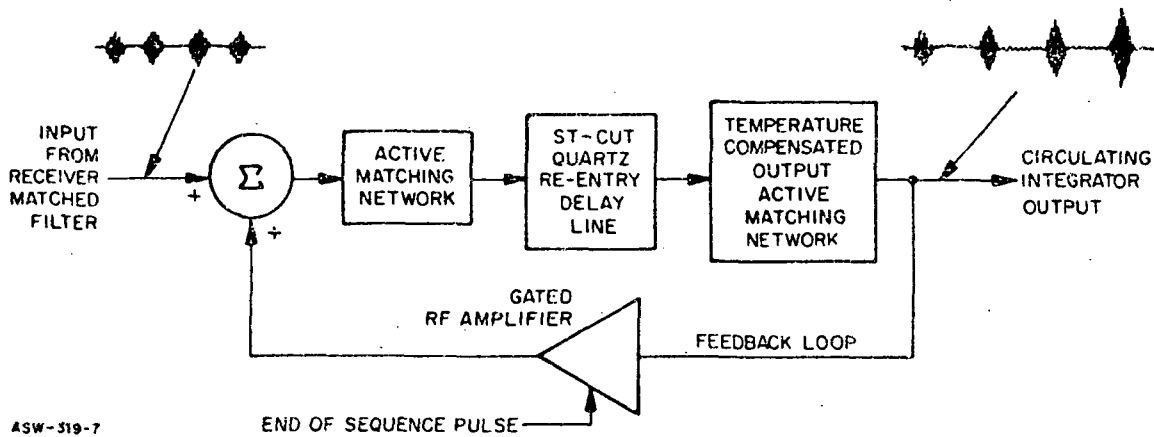 INPUT
FROM
RECEIVER
MATCHED
FILTER
+
Σ
÷
ACTIVE
MATCHING
NETWORK
ST-CUT
QUARTZ
RE-ENTRY
DELAY
LINE
TEMPERATURE
COMPENSATED
OUTPUT
ACTIVE
MATCHING
NETWORK
CIRCULATING
INTEGRATOR
OUTPUT
GATED
RF AMPLIFIER
FEEDBACK LOOP
END OF SEQUENCE PULSE
ASW-319-7